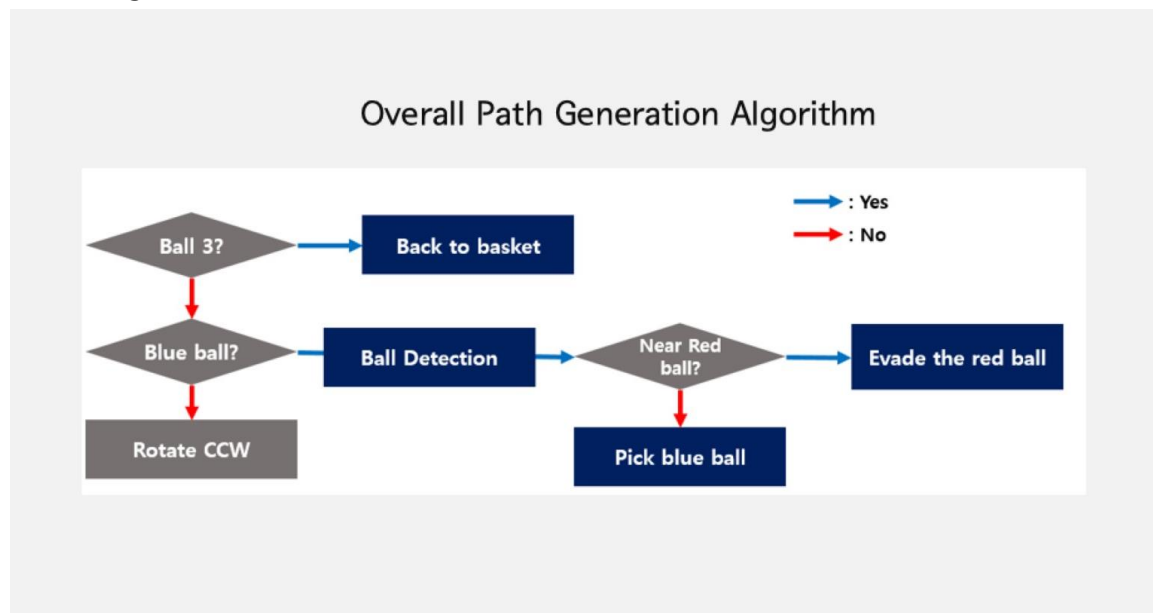 Overall Path Generation Algorithm
: Yes
: No
Ball 3?
Back to basket
Blue ball?
Ball Detection
Near Red
ball?
Evade the red ball
Rotate CCW
Pick blue ball